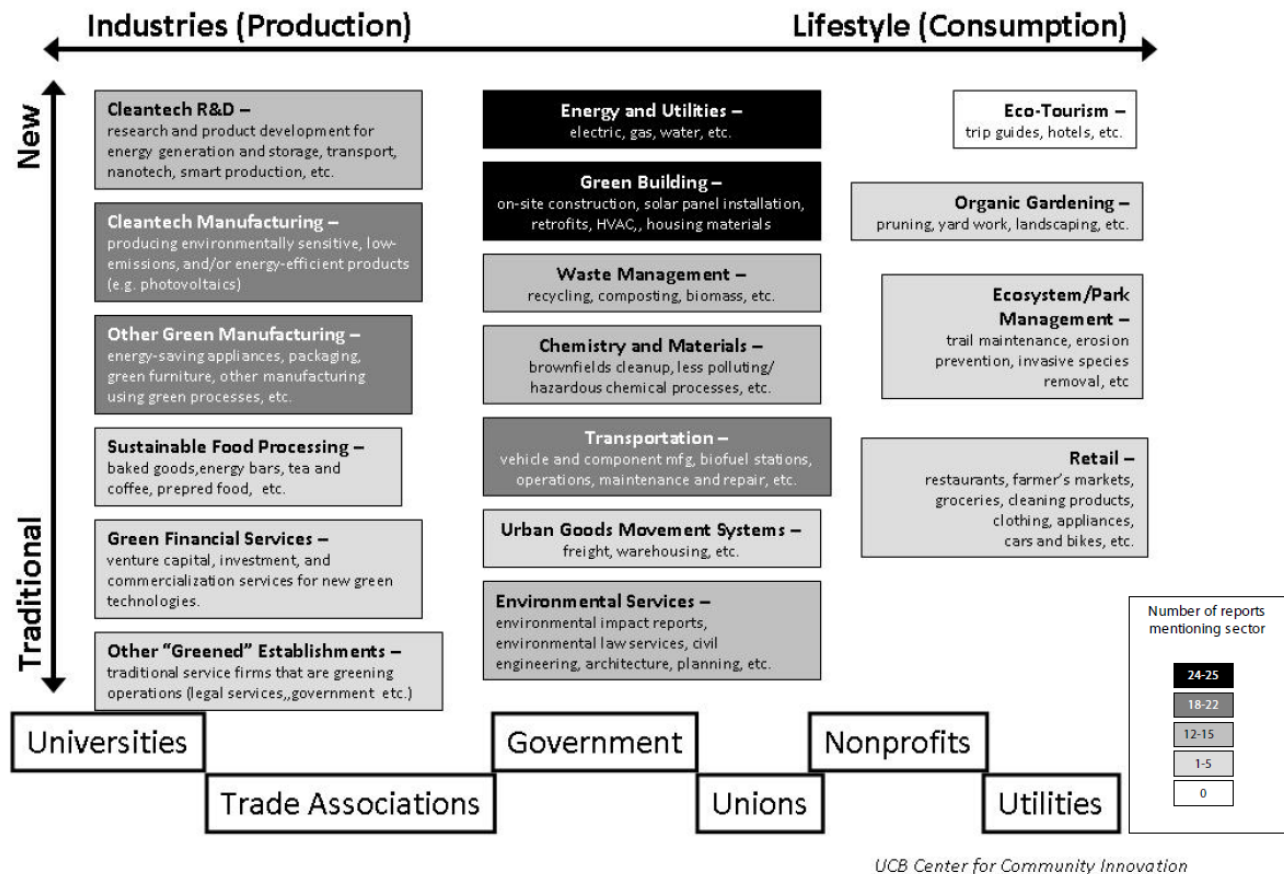 Industries (Production)
Lifestyle (Consumption)
New
Traditional
Cleantech R&D –
research and product development for
energy generation and storage, transport,
nanotech, smart production, etc.
Cleantech Manufacturing –
producing environmentally sensitive, low-
emissions, and/or energy-efficient products
(e.g. photovoltaics)
Other Green Manufacturing –
energy-saving appliances, packaging,
green furniture, other manufacturing
using green processes, etc.
Sustainable Food Processing –
baked goods,energy bars, tea and
coffee, prepred food, etc.
Green Financial Services –
venture capital, investment, and
commercialization services for new green
technologies.
Other “Greened” Establishments –
traditional service firms that are greening
operations (legal services,,government etc.)
Energy and Utilities –
electric, gas, water, etc.
Green Building –
on-site construction, solar panel installation,
retrofits, HVAC,, housing materials
Waste Management –
recycling, composting, biomass, etc.
Chemistry and Materials –
brownfields cleanup, less polluting/
hazardous chemical processes, etc.
Transportation –
vehicle and component mfg, biofuel stations,
operations, maintenance and repair, etc.
Urban Goods Movement Systems –
freight, warehousing, etc.
Environmental Services –
environmental impact reports,
environmental law services, civil
engineering, architecture, planning, etc.
Eco-Tourism –
trip guides, hotels, etc.
Organic Gardening –
pruning, yard work, landscaping, etc.
Ecosystem/Park
Management –
trail maintenance, erosion
prevention, invasive species
removal, etc
Retail –
restaurants, farmer’s markets,
groceries, cleaning products,
clothing, appliances,
cars and bikes, etc.
Number of reports
mentioning sector
24-25
18-22
12-15
1-5
0
Universities
Trade Associations
Government
Unions
Nonprofits
Utilities
UCB Center for Community Innovation